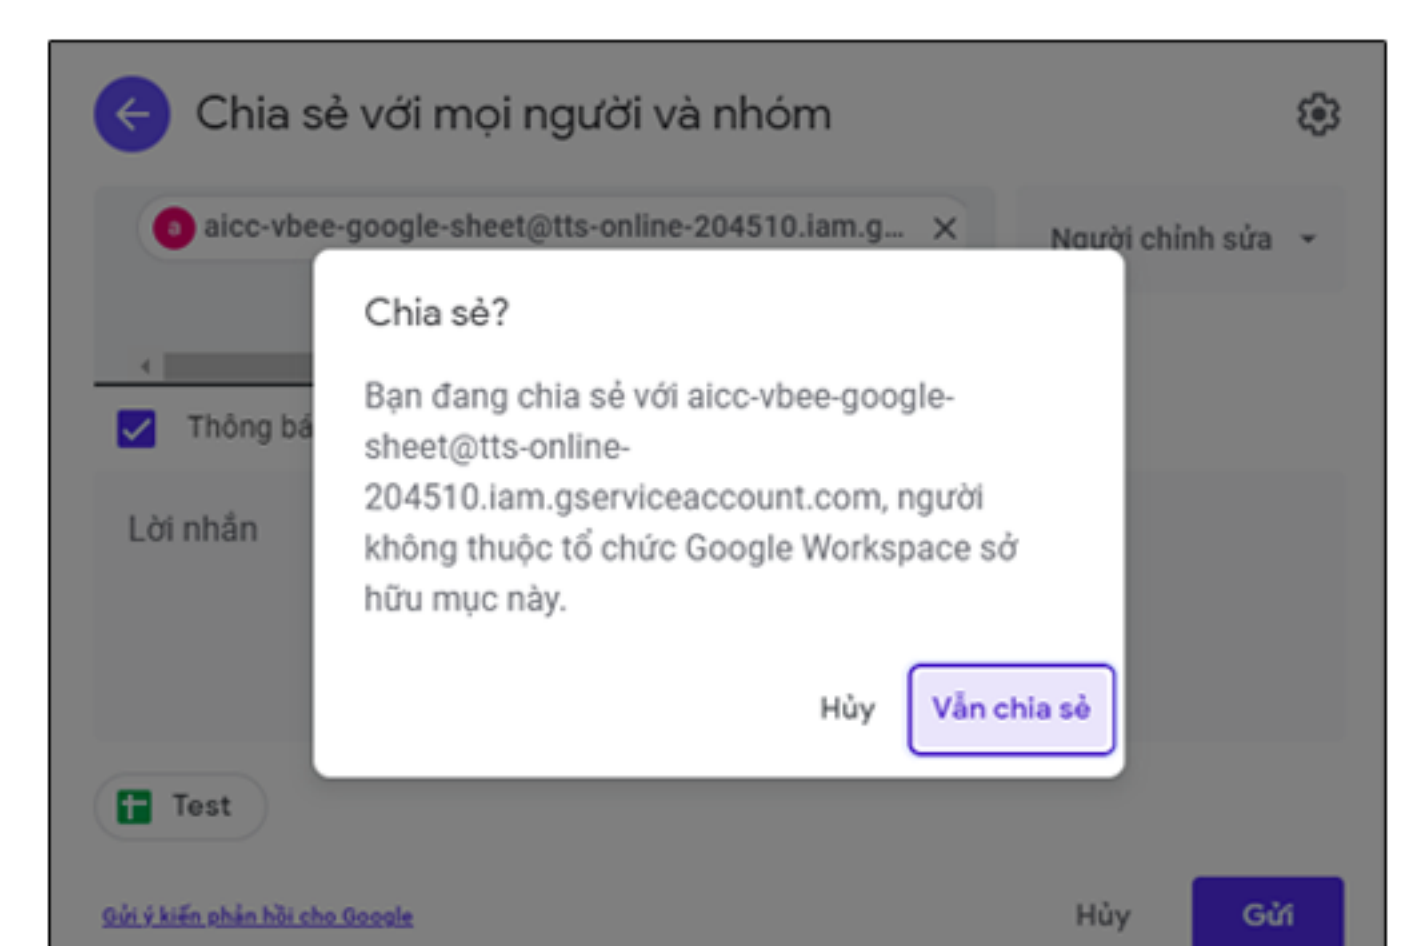 Chia sẻ với mọi người và nhóm
a aicc-vbee-google-sheet@tts-online-204510.iam.g...
Người chỉnh sửa
Chia sẻ?
Bạn đang chia sẻ với aicc-vbee-google-
sheet@tts-online-
204510.iam.gserviceaccount.com, người
không thuộc tổ chức Google Workspace sở
hữu mục này.
Hủy Vẫn chia sẻ
Thông bá
Lời nhắn
Test
Gửi ý kiến phản hồi cho Google
Hủy Gửi